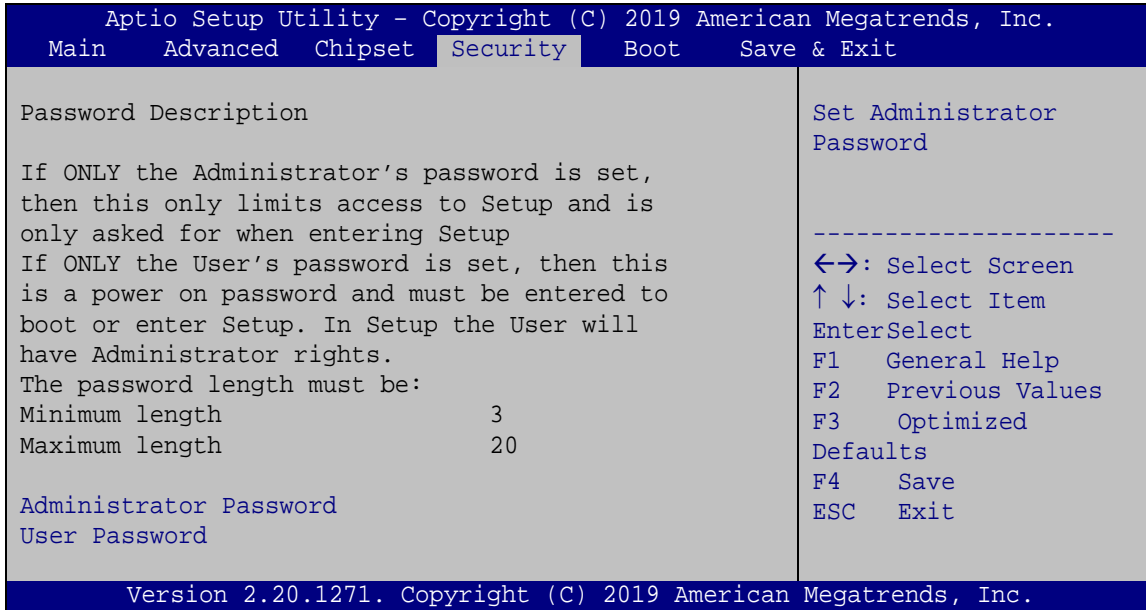 Aptio Setup Utility – Copyright (C) 2019 American Megatrends, Inc.
Main Advanced Chipset Security Boot Save & Exit
Password Description
If ONLY the Administrator’s password is set,
then this only limits access to Setup and is
only asked for when entering Setup
If ONLY the User’s password is set, then this
is a power on password and must be entered to
boot or enter Setup. In Setup the User will
have Administrator rights.
The password length must be:
Minimum length 3
Maximum length 20
Administrator Password
User Password
Set Administrator
Password
---------------------
←→: Select Screen
↑ ↓: Select Item
EnterSelect
F1 General Help
F2 Previous Values
F3 Optimized
Defaults
F4 Save
ESC Exit
Version 2.20.1271. Copyright (C) 2019 American Megatrends, Inc.